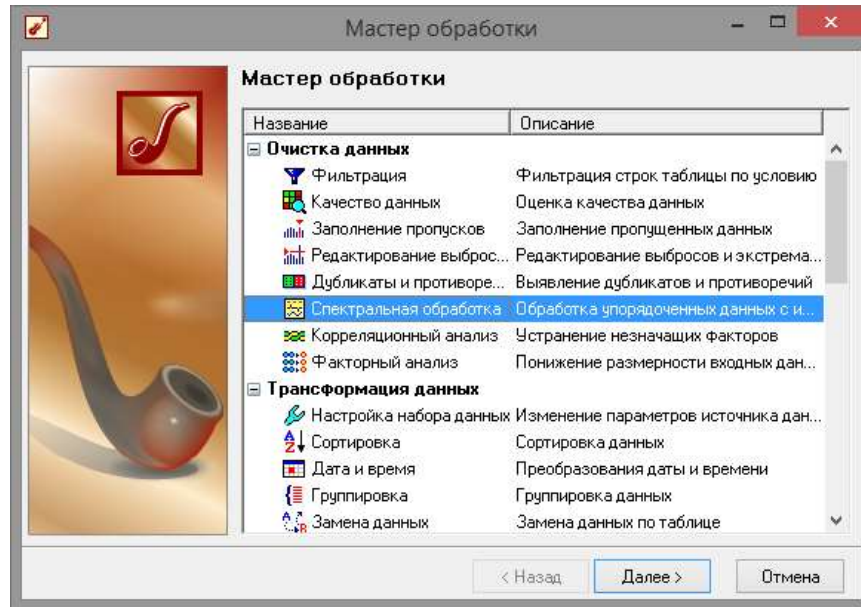 Мастер обработки
Мастер обработки
Название Описание
Очистка данных
Фильтрация Фильтрация строк таблицы по условию
Качество данных Оценка качества данных
Заполнение пропусков Заполнение пропущенных данных
Редактирование выброс... Редактирование выбросов и экстрема...
Дубликаты и противоре... Выявление дубликатов и противоречий
Спектральная обработка Обработка упорядоченных данных с и...
Корреляционный анализ Устранение незначащих факторов
Факторный анализ Понижение размерности входных дан...
Трансформация данных
Настройка набора данных Изменение параметров источника дан...
Сортировка Сортировка данных
Дата и время Преобразования даты и времени
Группировка Группировка данных
Замена данных Замена данных по таблице
< Назад Далее > Отмена